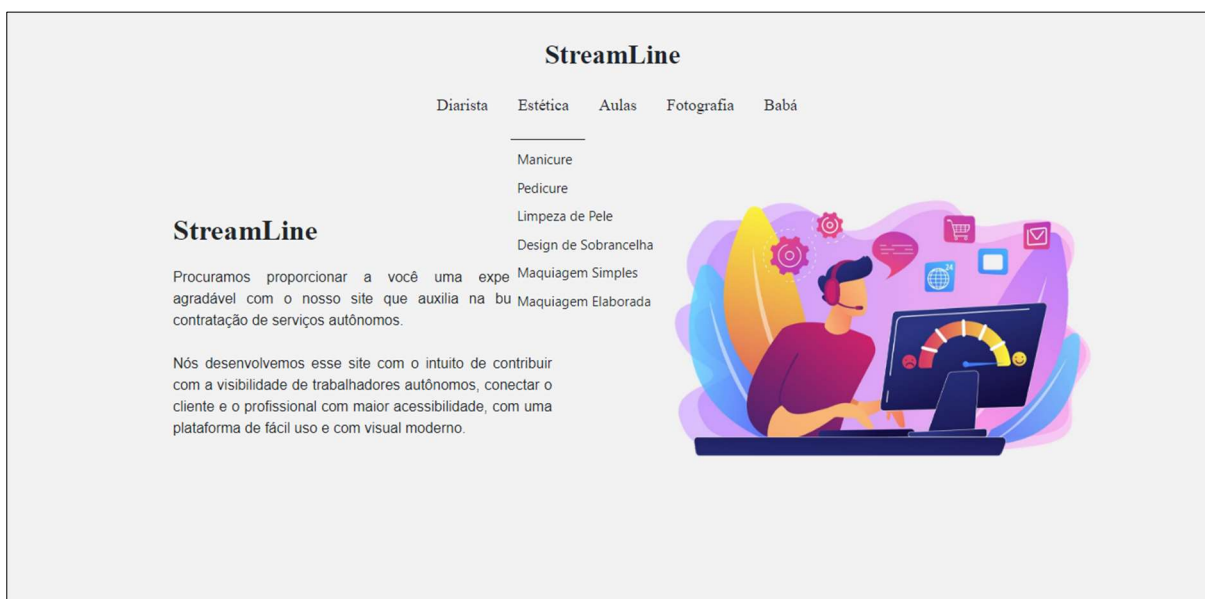 StreamLine
Diarista Estética Aulas Fotografia Babá
Manicure
Pedicure
Limpeza de Pele
Design de Sobrancelha
Maquiagem Simples
Maquiagem Elaborada
StreamLine
Procuramos proporcionar a você uma expe
agradável com o nosso site que auxilia na bu
contratação de serviços autônomos.
Nós desenvolvemos esse site com o intuito de contribuir
com a visibilidade de trabalhadores autônomos, conectar o
cliente e o profissional com maior acessibilidade, com uma
plataforma de fácil uso e com visual moderno.
24